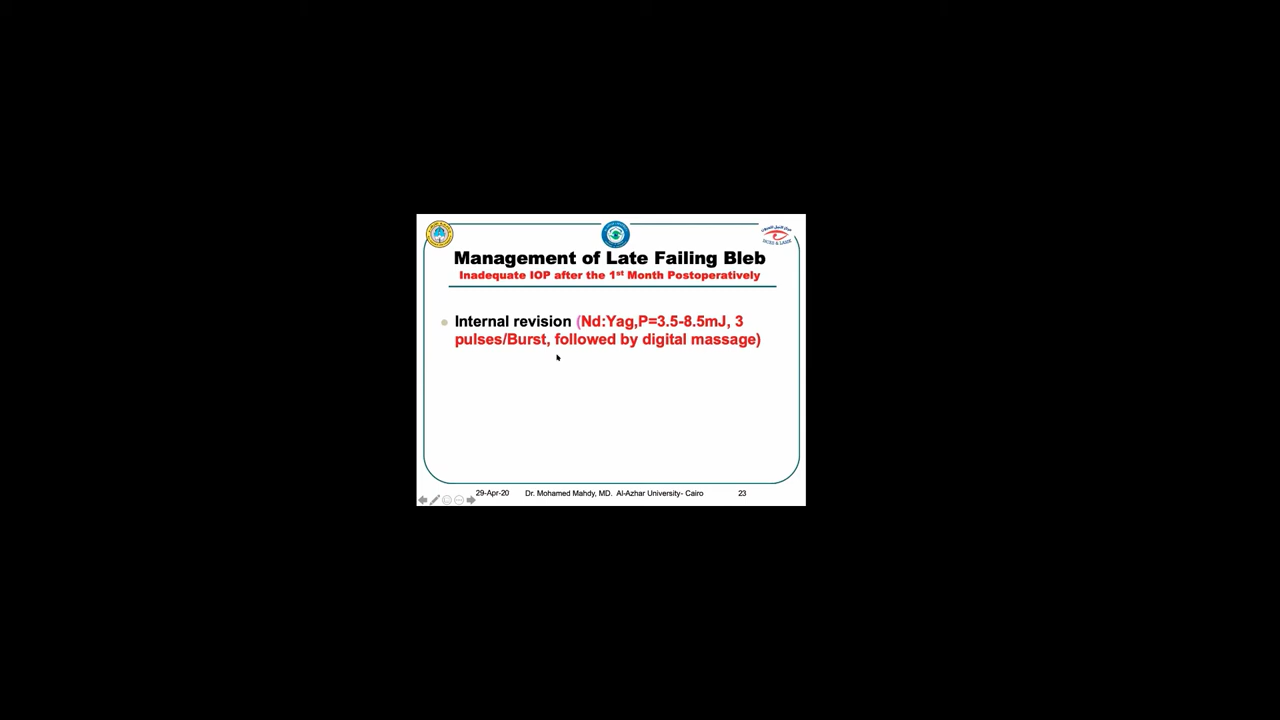 Management of Late Failing Bleb
Inadequate IOP after the 1st Month Postoperatively
Internal revision (Nd:Yag,P=3.5-8.5mJ, 3
pulses/Burst, followed by digital massage)
29-Apr-20 Dr. Mohamed Mahdy, MD. Al-Azhar University- Cairo 23